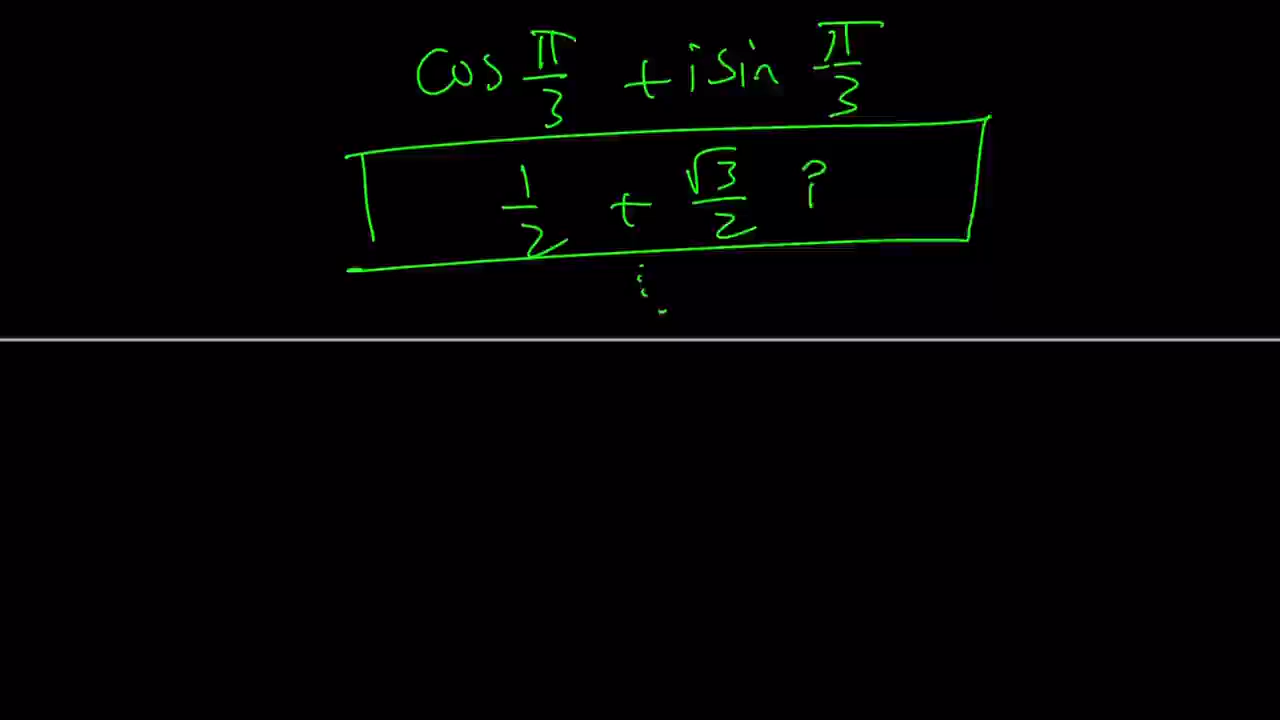 cos π/3 + i sin π/3
1/2 + √3/2 i